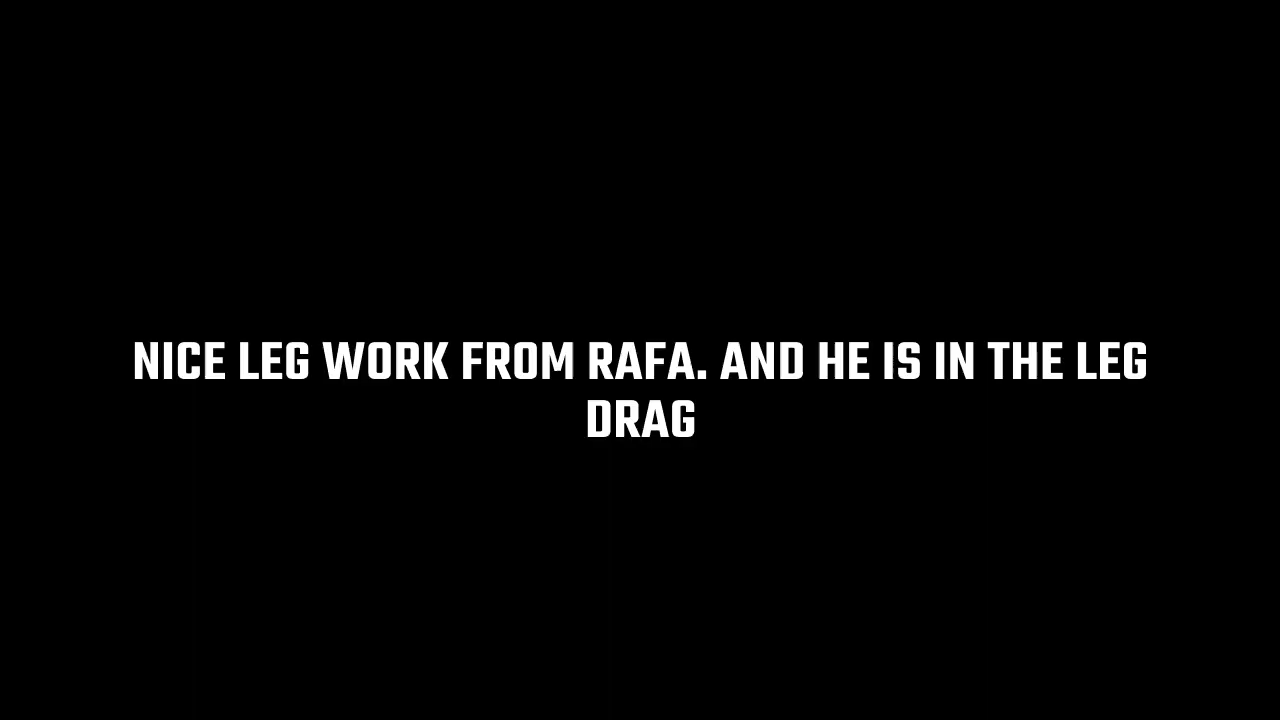 NICE LEG WORK FROM RAFA. AND HE IS IN THE LEG
DRAG